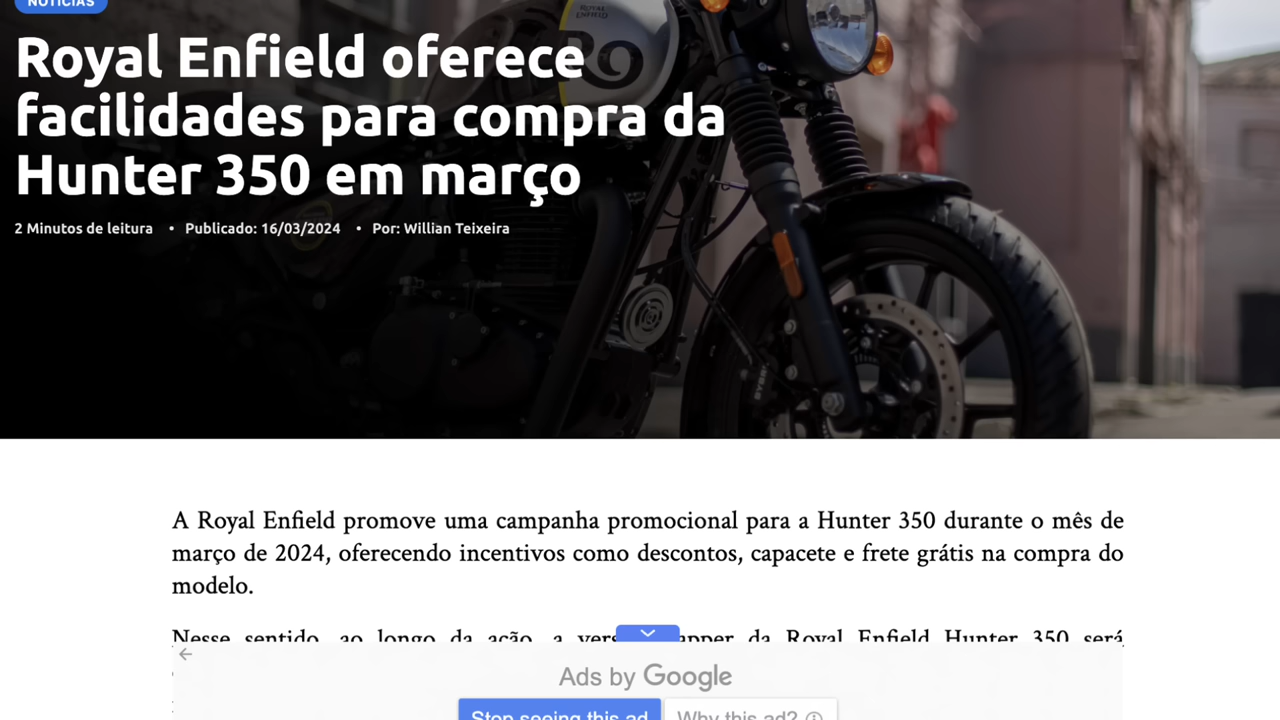 NOTÍCIAS
ROYAL
ENFIELD
Royal Enfield oferece
facilidades para compra da
Hunter 350 em março
2 Minutos de leitura • Publicado: 16/03/2024 • Por: Willian Teixeira
A Royal Enfield promove uma campanha promocional para a Hunter 350 durante o mês de
março de 2024, oferecendo incentivos como descontos, capacete e frete grátis na compra do
modelo.
Nesse sentido, ao longo da ação, a da Royal Enfield Hunter 350 será
Ads by Google
Stop seeing this ad
Why this ad?